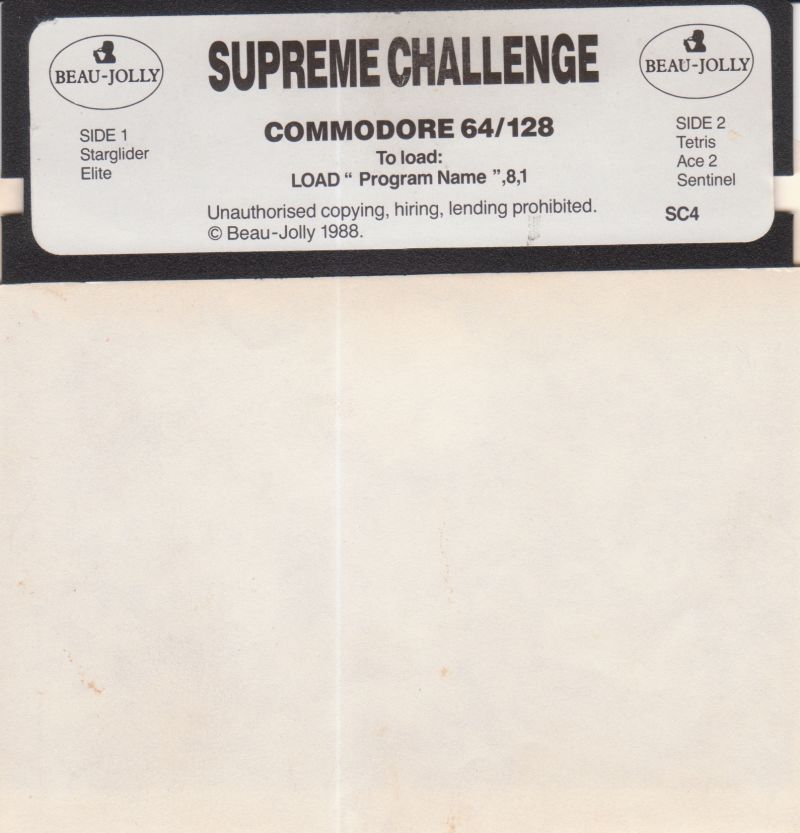 BEAU-JOLLY
SUPREME CHALLENGE
BEAU-JOLLY
COMMODORE 64/128
To load:
LOAD “ Program Name ”,8,1
SIDE 1
Starglider
Elite
SIDE 2
Tetris
Ace 2
Sentinel
Unauthorised copying, hiring, lending prohibited.
© Beau-Jolly 1988.
SC4